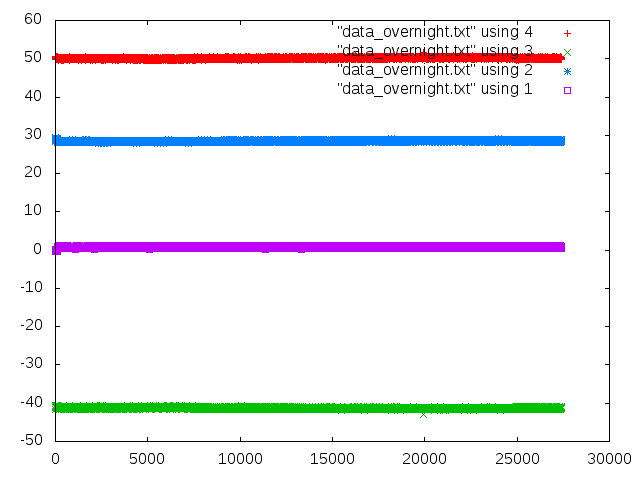 60
"data_overnight.txt" using 4
50
"data_overnight.txt" using 3
"data_overnight.txt" using 2
40
"data_overnight.txt" using 1
30
20
10
0
-10
-20
-30
-40
-50
0 5000 10000 15000 20000 25000 30000